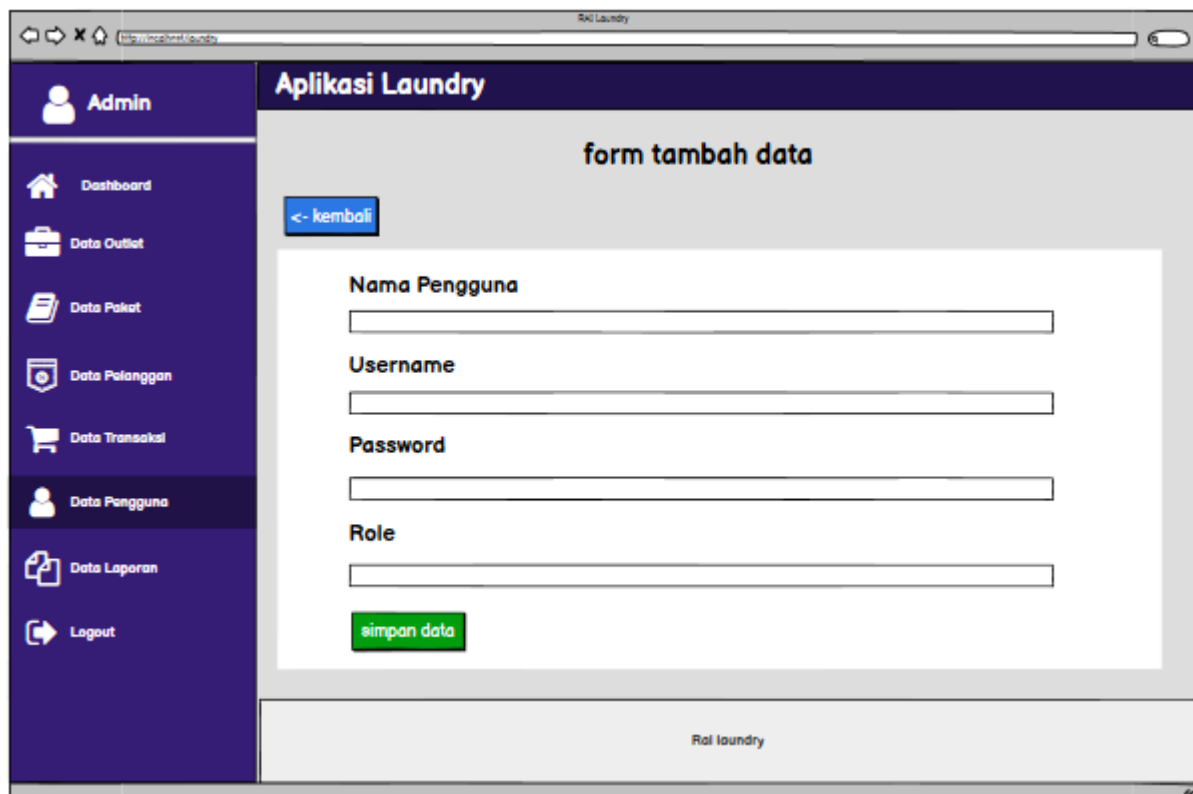 RAI Laundry
Admin
Aplikasi Laundry
form tambah data
Dashboard
<- kembali
Data Outlet
Nama Pengguna
Data Paket
Username
Data Pelanggan
Password
Data Transaksi
Data Pengguna
Role
Data Laporan
simpan data
Logout
Rai laundry